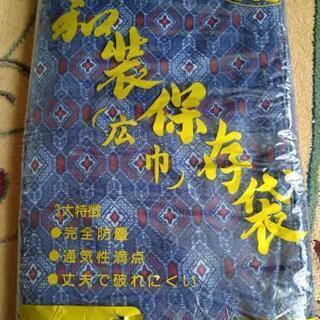 和装保存袋
（広巾）
3大特徴
●完全防塵
●通気性満点
●丈夫で破れにくい